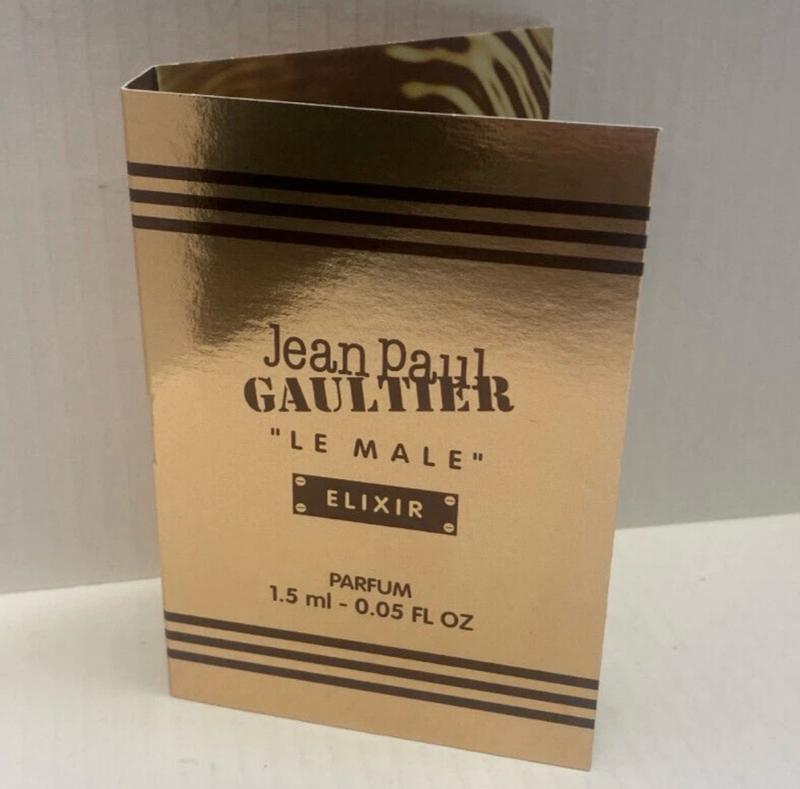 Jean Paul
GAULTIER
"LE MALE"
ELIXIR
PARFUM
1.5 ml - 0.05 FL OZ